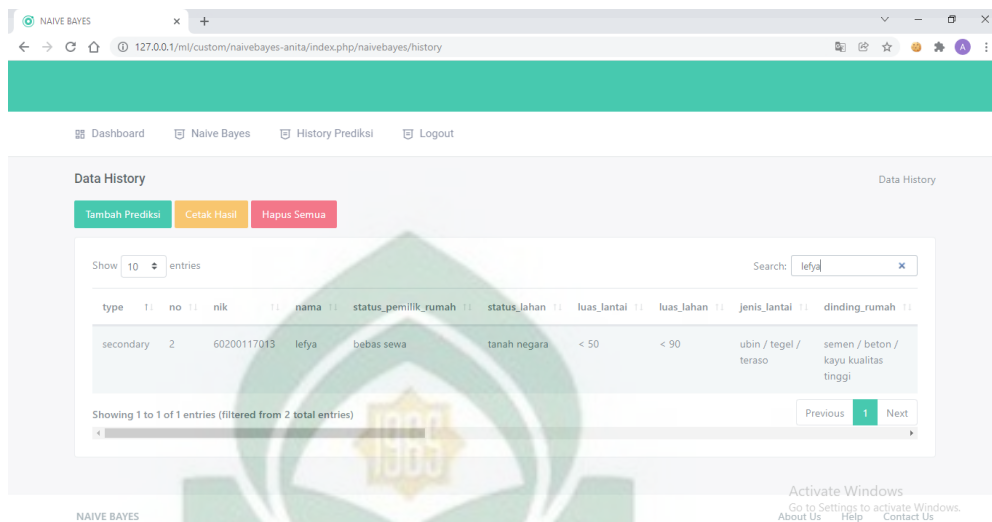 NAIVE BAYES
127.0.0.1/ml/custom/naivebayes-anita/index.php/naivebayes/history
A
Dashboard Naive Bayes History Prediksi Logout
Data History Data History
Tambah Prediksi Cetak Hasil Hapus Semua
Show 10 entries Search: lefya
type no nik nama status_pemilik_rumah status_lahan luas_lantai luas_lahan jenis_lantai dinding_rumah
secondary 2 60200117013 lefya bebas sewa tanah negara < 50 < 90 ubin / tegel / semen / beton /
teraso kayu kualitas
tinggi
Showing 1 to 1 of 1 entries (filtered from 2 total entries) Previous 1 Next
1965
Activate Windows
Go to Settings to activate Windows.
NAIVE BAYES About Us Help Contact Us